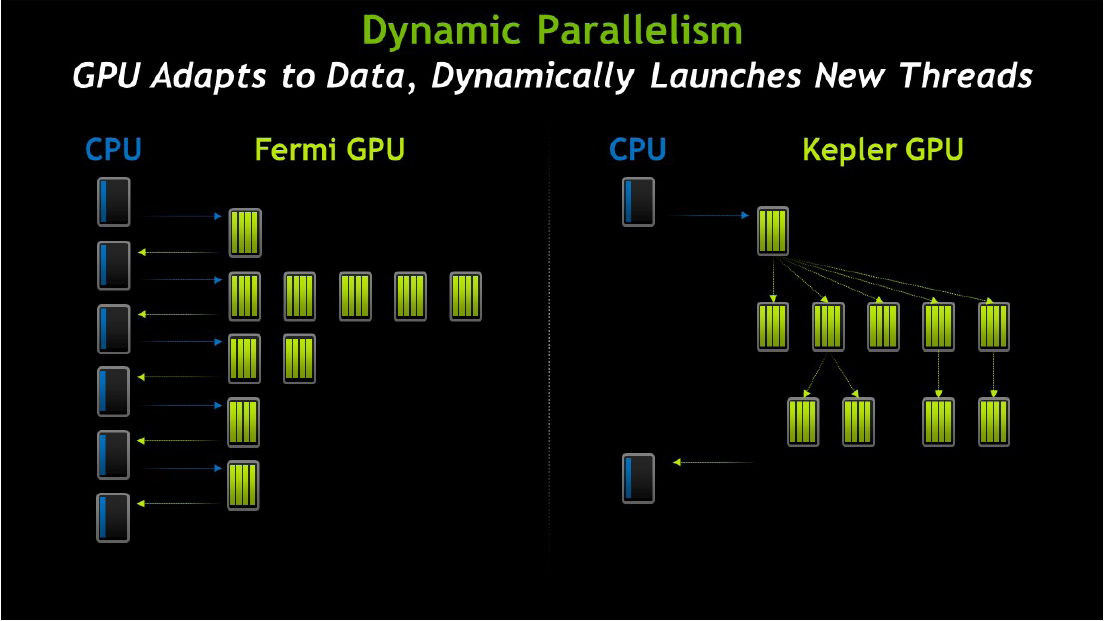 Dynamic Parallelism
GPU Adapts to Data, Dynamically Launches New Threads
CPU
Fermi GPU
CPU
Kepler GPU